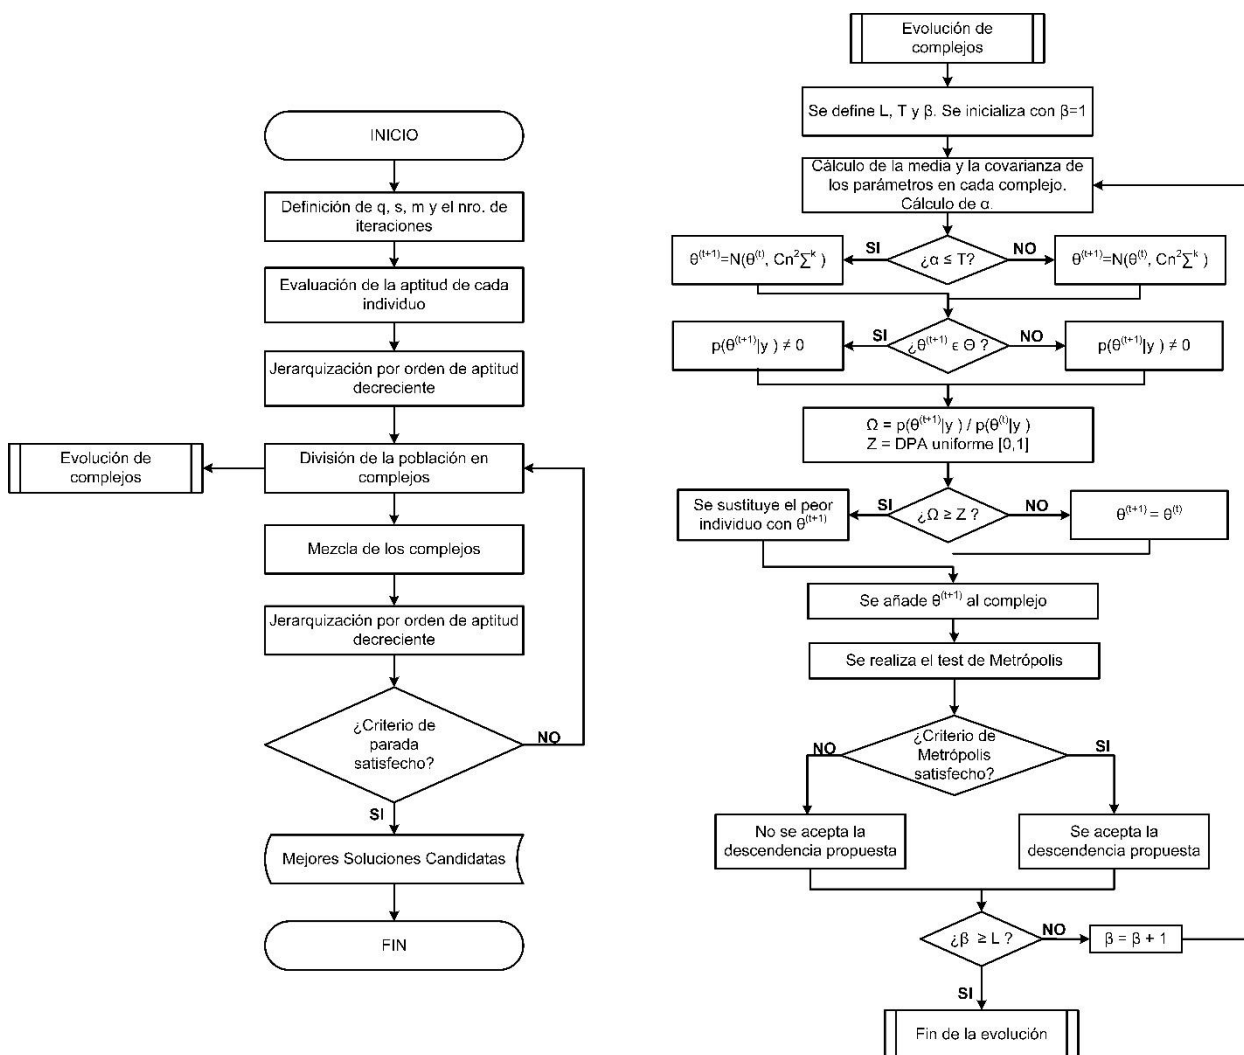 INICIO
Definición de q, s, m y el nro. de
iteraciones
Evaluación de la aptitud de cada
individuo
Jerarquización por orden de aptitud
decreciente
División de la población en
complejos
Evolución de
complejos
Mezcla de los complejos
Jerarquización por orden de aptitud
decreciente
¿Criterio de
parada
satisfecho?
NO
SI
Mejores Soluciones Candidatas
FIN
Evolución de
complejos
Se define L, T y β. Se inicializa con β=1
Cálculo de la media y la covarianza de
los parámetros en cada complejo.
Cálculo de α.
θ⁽ᵗ⁺¹⁾=N(θ⁽ᵗ⁾, Cn²∑ᵏ )
SI
¿α ≤ T?
NO
θ⁽ᵗ⁺¹⁾=N(θ⁽ᵗ⁾, Cn²∑ᵏ )
p(θ⁽ᵗ⁺¹⁾|y ) ≠ 0
SI
¿θ⁽ᵗ⁺¹⁾ ϵ Θ ?
NO
p(θ⁽ᵗ⁺¹⁾|y ) ≠ 0
Ω = p(θ⁽ᵗ⁺¹⁾|y ) / p(θ⁽ᵗ⁾|y )
Z = DPA uniforme [0,1]
Se sustituye el peor
individuo con θ⁽ᵗ⁺¹⁾
SI
¿Ω ≥ Z ?
NO
θ⁽ᵗ⁺¹⁾ = θ⁽ᵗ⁾
Se añade θ⁽ᵗ⁺¹⁾ al complejo
Se realiza el test de Metrópolis
¿Criterio de
Metrópolis
satisfecho?
NO
SI
No se acepta la
descendencia propuesta
Se acepta la
descendencia propuesta
¿β ≥ L ?
NO
β = β + 1
SI
Fin de la evolución